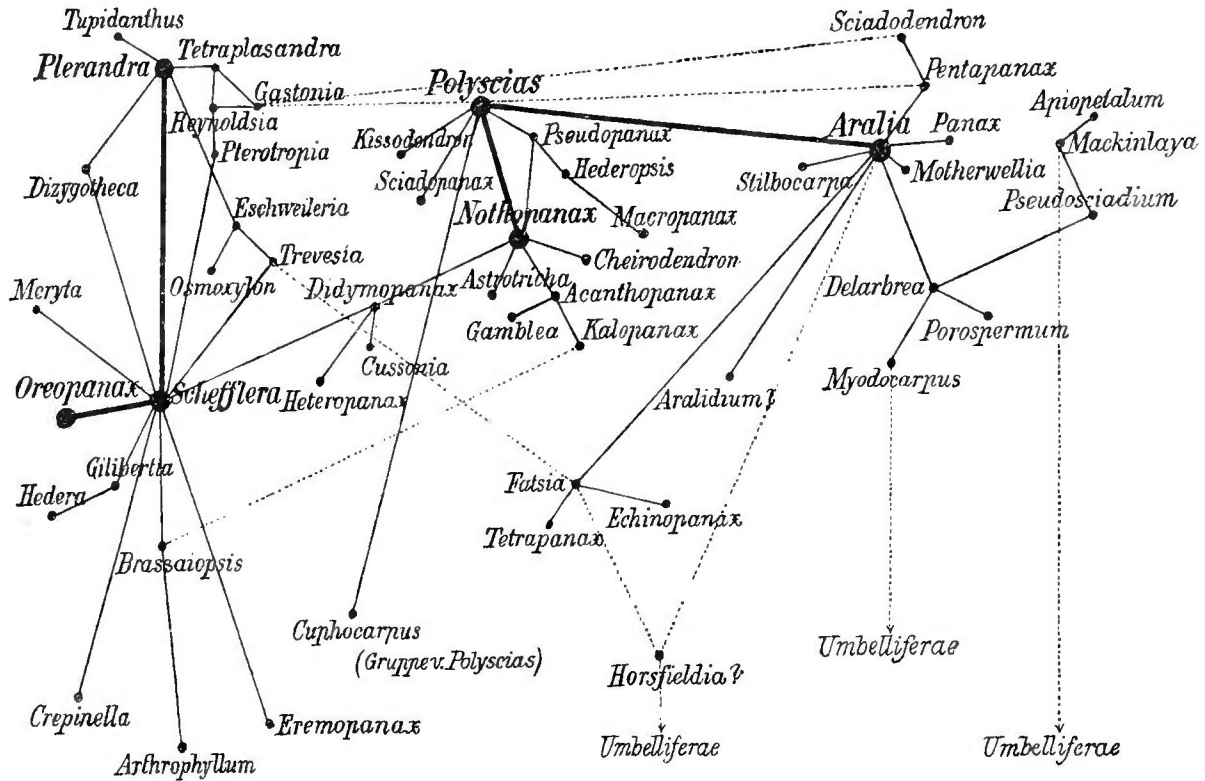 Tupidanthus
Sciadodendron
Tetraplasandra
Plerandra
Pentapanax
Polyscias
Gastonia
Apiopetalum
Heynoldsia
Aralia
Panax
Kissodendron
Pseudopanax
Mackinlaya
Pterotropia
Hederopsis
Stilbocarpa
Motherwellia
Dizygotheca
Sciadopanax
Pseudosciadium
Eschweileria
Nothopanax
Macropanax
Trevesia
Cheirodendron
Osmoxylon
Didymopanax
Astrotricha
Acanthopanax
Delarbrea
Meryta
Gamblea
Kalopanax
Porospermum
Cussonia
Myodocarpus
Oreopanax
Schefflera
Heteropanax
Aralidium?
Gilibertia
Hedera
Fatsia
Echinopanax
Tetrapanax
Brassaiopsis
Cuphocarpus
(Gruppe v. Polyscias)
Umbelliferae
Horsfieldia?
Crepinella
Eremopanax
Umbelliferae
Umbelliferae
Arthrophyllum